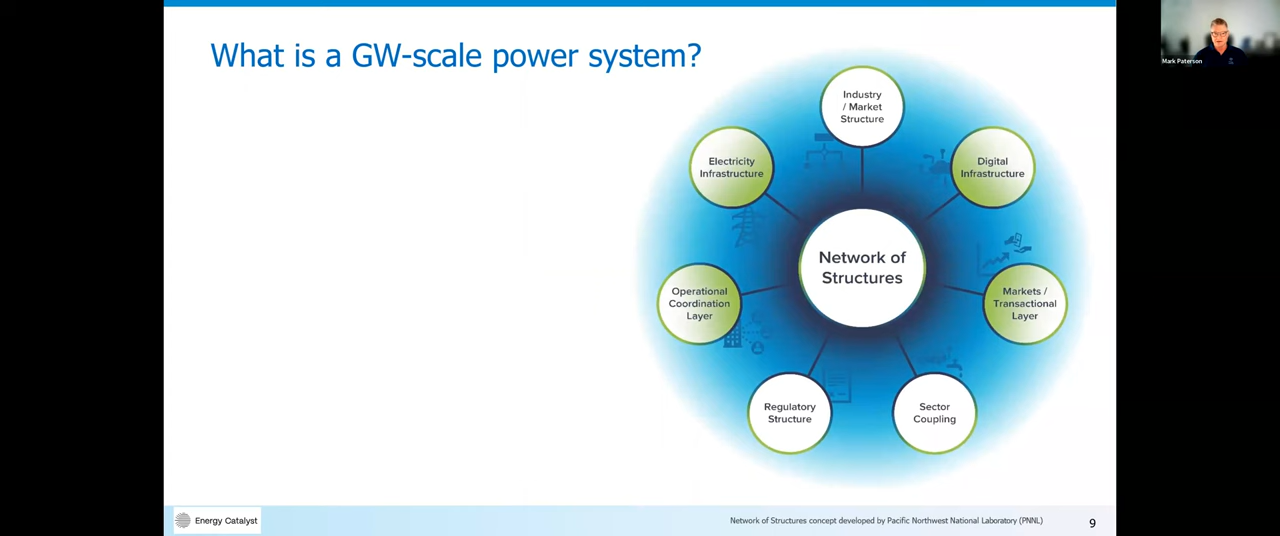 What is a GW-scale power system?
Mark Paterson
Industry
/ Market
Structure
Electricity
Infrastructure
Digital
Infrastructure
Network of
Structures
Operational
Coordination
Layer
Markets /
Transactional
Layer
Regulatory
Structure
Sector
Coupling
Energy Catalyst
Network of Structures concept developed by Pacific Northwest National Laboratory (PNNL)
9